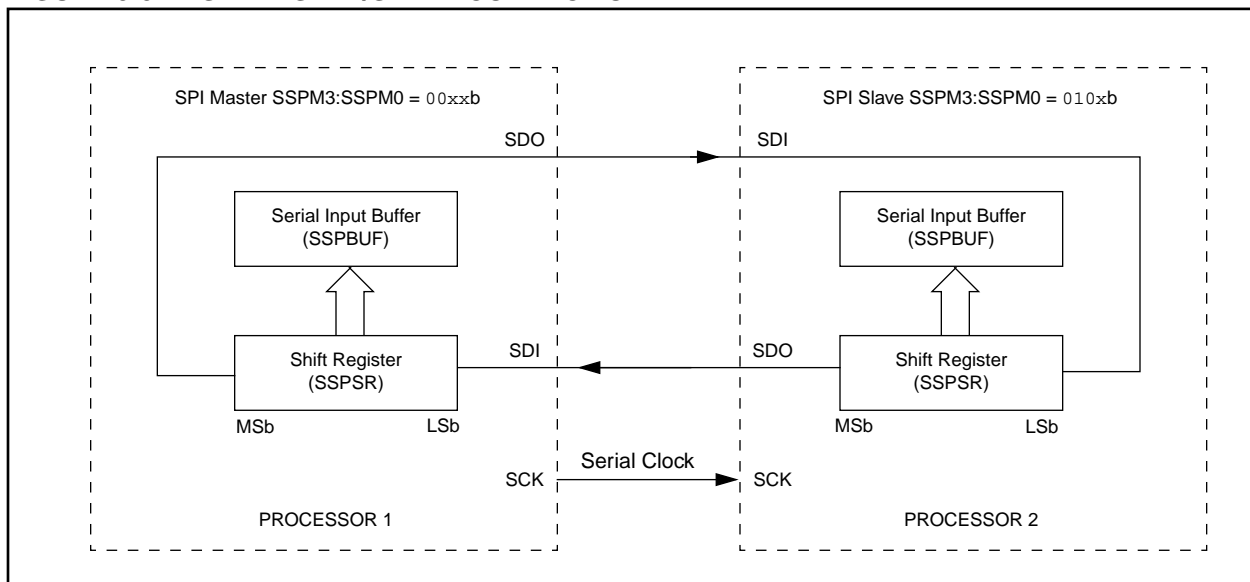 SPI Master SSPM3:SSPM0 = 00xxb
SPI Slave SSPM3:SSPM0 = 010xb
SDO
SDI
Serial Input Buffer
(SSPBUF)
Serial Input Buffer
(SSPBUF)
SDI
SDO
Shift Register
(SSPSR)
Shift Register
(SSPSR)
MSb
LSb
MSb
LSb
Serial Clock
SCK
SCK
PROCESSOR 1
PROCESSOR 2